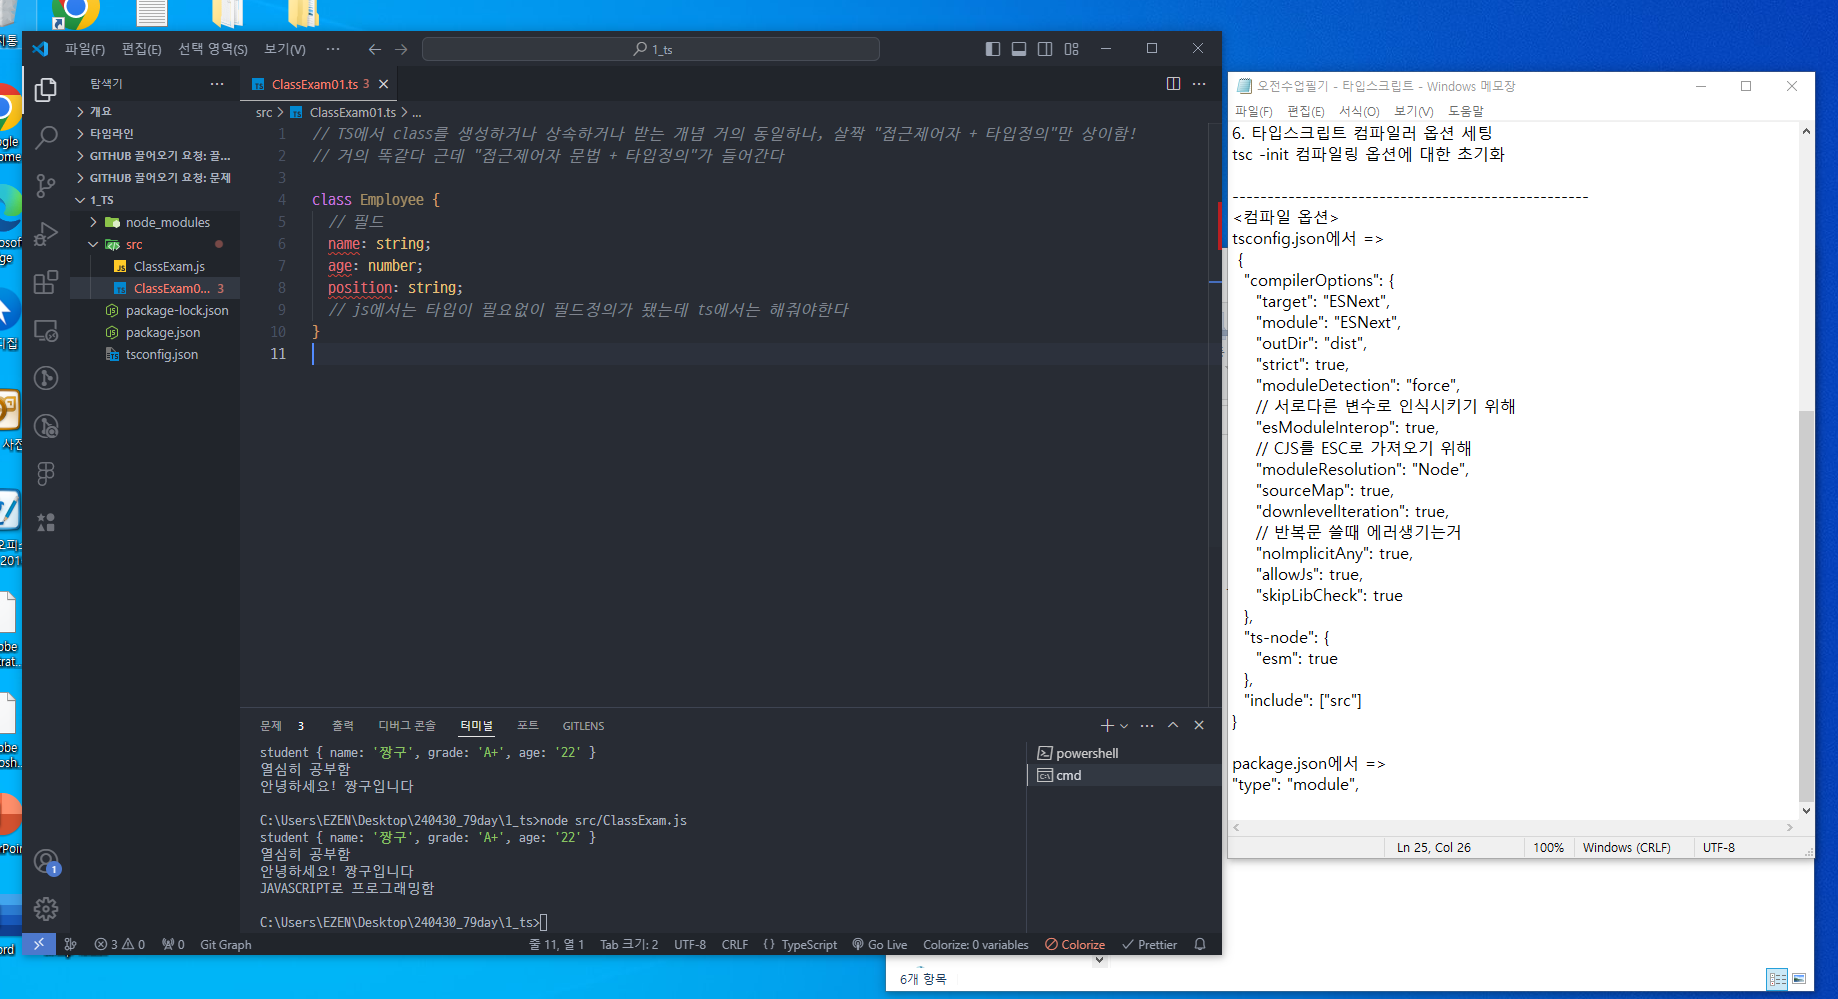 파일(F) 편집(E) 선택 영역(S) 보기(V) ··· 1_ts
탐색기 ···
개요
타임라인
GITHUB 끌어오기 요청: 끌...
GITHUB 끌어오기 요청: 문제
1_TS
node_modules
src
JS ClassExam.js
TS ClassExam0... 3
package-lock.json
package.json
tsconfig.json
TS ClassExam01.ts 3
src > TS ClassExam01.ts > ...
1 // TS에서 class를 생성하거나 상속하거나 받는 개념 거의 동일하나, 살짝 "접근제어자 + 타입정의"만 상이함!
2 // 거의 똑같다 근데 "접근제어자 문법 + 타입정의"가 들어간다
3
4 class Employee {
5 // 필드
6 name: string;
7 age: number;
8 position: string;
9 // js에서는 타입이 필요없이 필드정의가 됐는데 ts에서는 해줘야한다
10 }
11
문제 3 출력 디버그 콘솔 터미널 포트 GITLENS
student { name: '짱구', grade: 'A+', age: '22' }
열심히 공부함
안녕하세요! 짱구입니다
C:\Users\EZEN\Desktop\240430_79day\1_ts>node src/ClassExam.js
student { name: '짱구', grade: 'A+', age: '22' }
열심히 공부함
안녕하세요! 짱구입니다
JAVASCRIPT로 프로그래밍함
C:\Users\EZEN\Desktop\240430_79day\1_ts>
powershell
cmd
1
3 0 0 Git Graph 줄 11, 열 1 Tab 크기: 2 UTF-8 CRLF {} TypeScript Go Live Colorize: 0 variables Colorize Prettier
오전수업필기 - 타입스크립트 - Windows 메모장
파일(F) 편집(E) 서식(O) 보기(V) 도움말
6. 타입스크립트 컴파일러 옵션 세팅
tsc -init 컴파일링 옵션에 대한 초기화
---------------------------------------------------
<컴파일 옵션>
tsconfig.json에서 =>
{
"compilerOptions": {
"target": "ESNext",
"module": "ESNext",
"outDir": "dist",
"strict": true,
"moduleDetection": "force",
// 서로다른 변수로 인식시키기 위해
"esModuleInterop": true,
// CJS를 ESC로 가져오기 위해
"moduleResolution": "Node",
"sourceMap": true,
"downlevelIteration": true,
// 반복문 쓸때 에러생기는거
"noImplicitAny": true,
"allowJs": true,
"skipLibCheck": true
},
"ts-node": {
"esm": true
},
"include": ["src"]
}
package.json에서 =>
"type": "module",
Ln 25, Col 26 100% Windows (CRLF) UTF-8
6개 항목